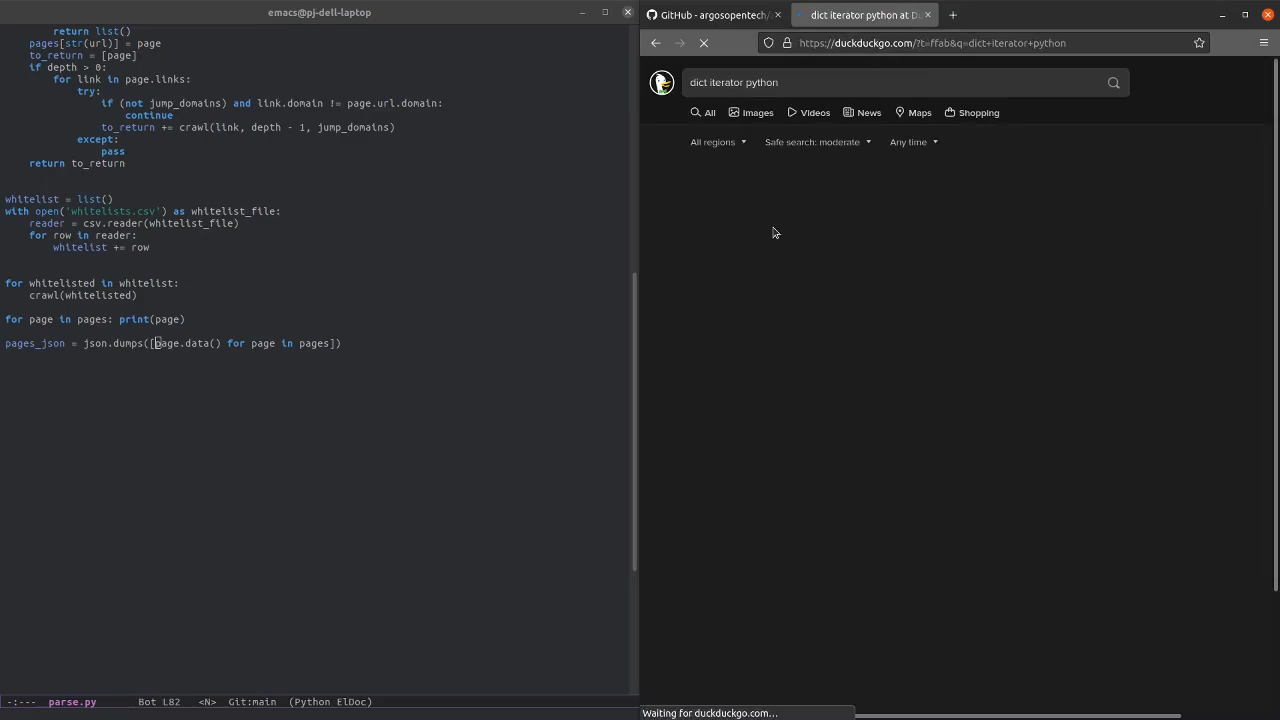 emacs@pj-dell-laptop
return list()
pages[str(url)] = page
to_return = [page]
if depth > 0:
for link in page.links:
try:
if (not jump_domains) and link.domain != page.url.domain:
continue
to_return += crawl(link, depth - 1, jump_domains)
except:
pass
return to_return
whitelist = list()
with open('whitelists.csv') as whitelist_file:
reader = csv.reader(whitelist_file)
for row in reader:
whitelist += row
for whitelisted in whitelist:
crawl(whitelisted)
for page in pages: print(page)
pages_json = json.dumps([page.data() for page in pages])
-:--- parse.py Bot L82 <N> Git:main (Python ElDoc)
GitHub - argosopentech/ dict iterator python at D
https://duckduckgo.com/?t=ffab&q=dict+iterator+python
dict iterator python
All Images Videos News Maps Shopping
All regions Safe search: moderate Any time
Waiting for duckduckgo.com...